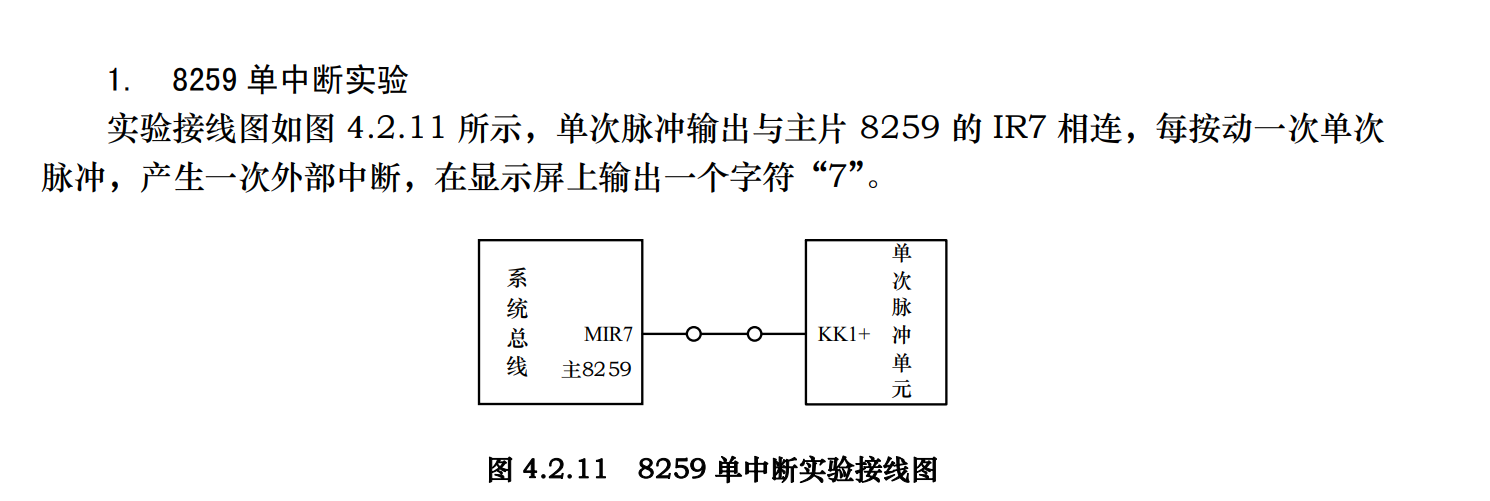 1. 8259 单中断实验
实验接线图如图 4.2.11 所示，单次脉冲输出与主片 8259 的 IR7 相连，每按动一次单次
脉冲，产生一次外部中断，在显示屏上输出一个字符“7”。
系统总线
MIR7
主8259
KK1+
单次脉冲单元
图 4.2.11 8259 单中断实验接线图